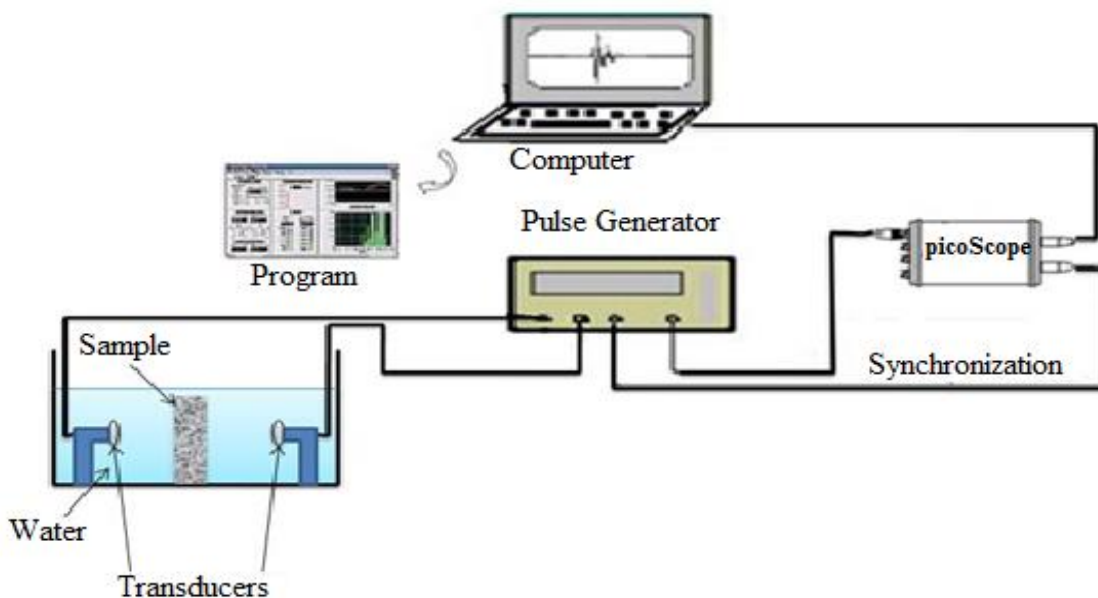 Computer
Program
Pulse Generator
picoScope
Synchronization
Sample
Water
Transducers